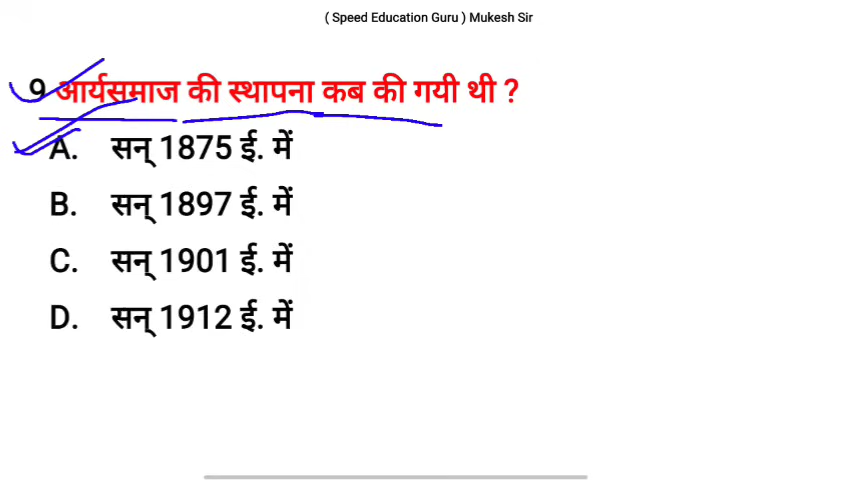 ( Speed Education Guru ) Mukesh Sir
9 आर्यसमाज की स्थापना कब की गयी थी ?
A. सन् 1875 ई. में
B. सन् 1897 ई. में
C. सन् 1901 ई. में
D. सन् 1912 ई. में